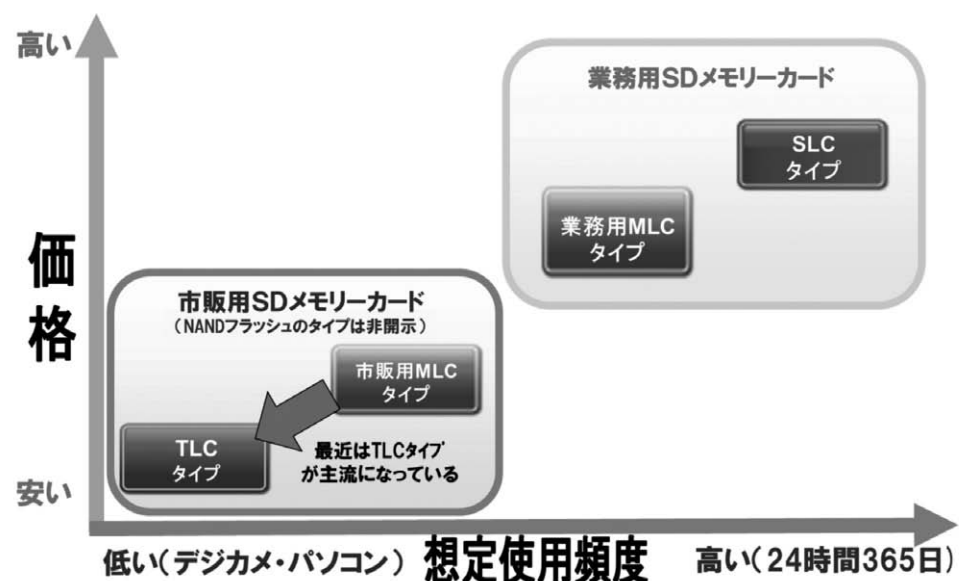 高い
業務用SDメモリーカード
SLC
タイプ
業務用MLC
タイプ
価
格
市販用SDメモリーカード
(NANDフラッシュのタイプは非開示)
市販用MLC
タイプ
TLC
タイプ
最近はTLCタイプ
が主流になっている
安い
低い(デジカメ・パソコン)
想定使用頻度
高い(24時間365日)